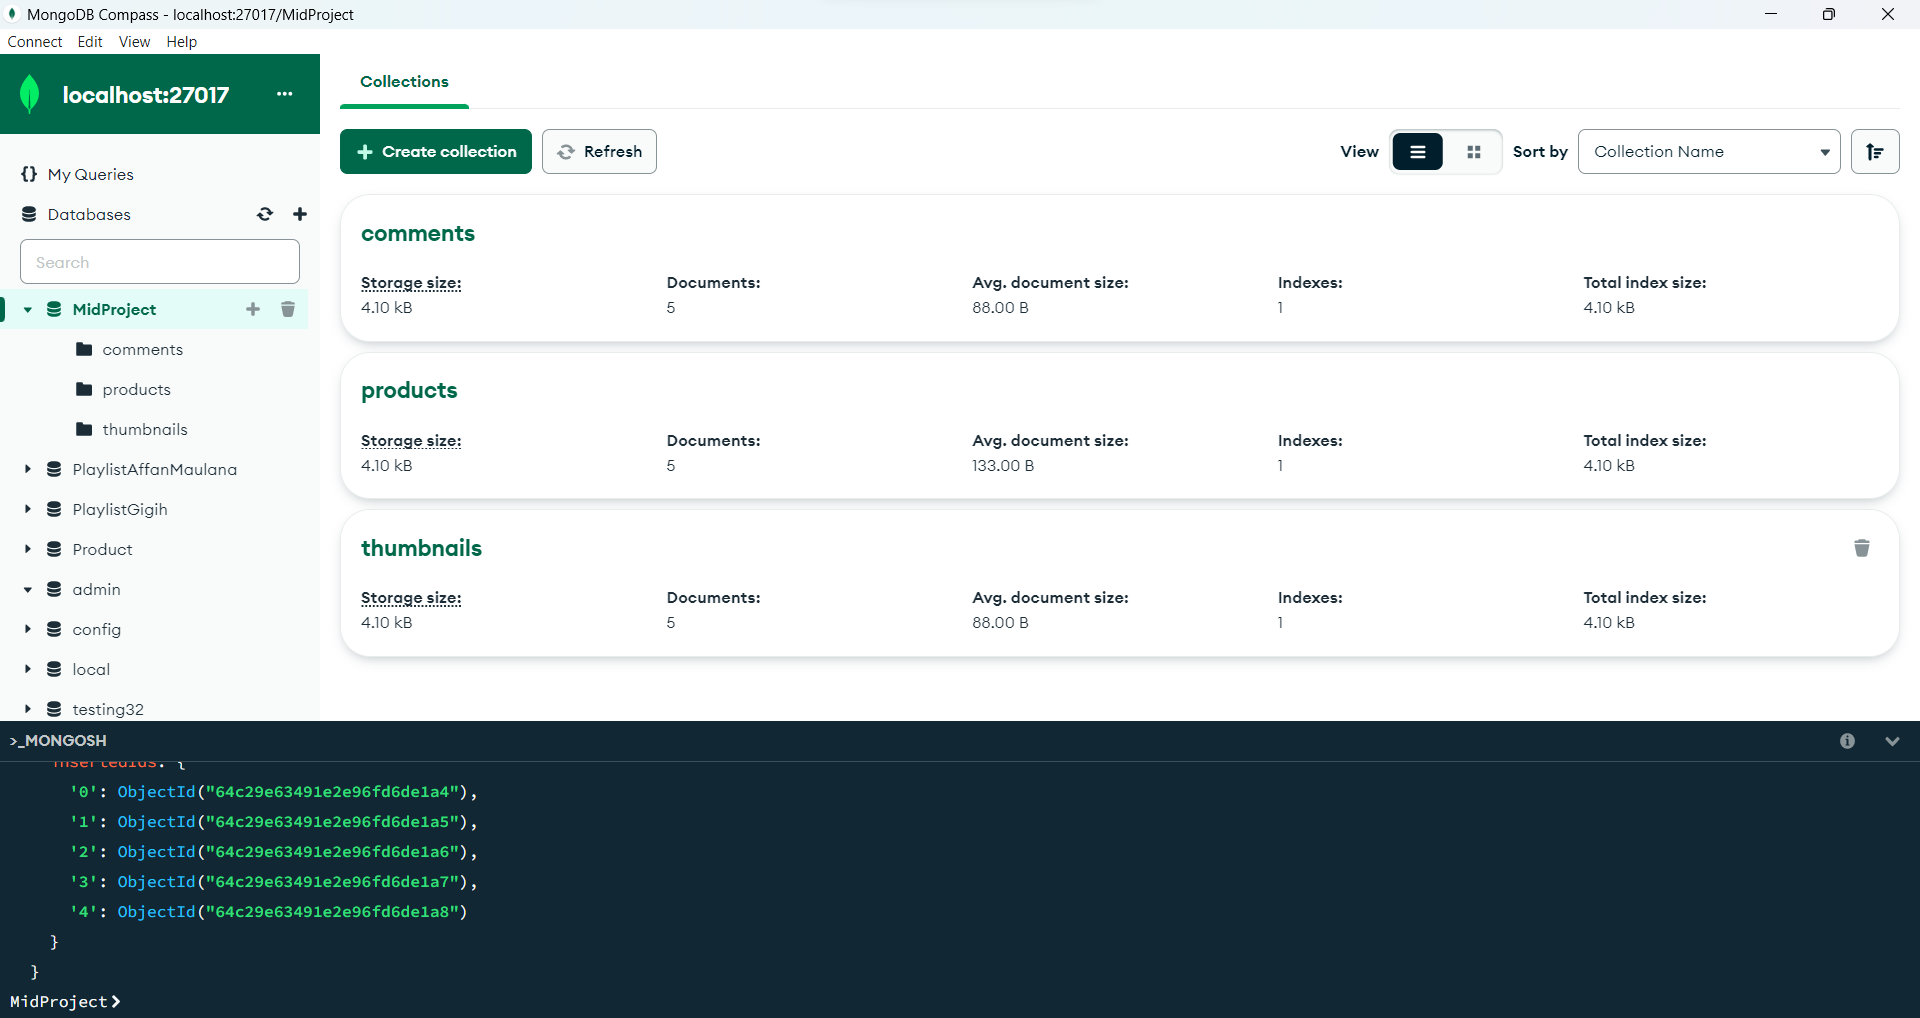 MongoDB Compass - localhost:27017/MidProject
Connect Edit View Help
localhost:27017 ...
{} My Queries
Databases
Search
MidProject
comments
products
thumbnails
PlaylistAffanMaulana
PlaylistGigih
Product
admin
config
local
testing32
Collections
+ Create collection Refresh View Sort by Collection Name
comments
Storage size: Documents: Avg. document size: Indexes: Total index size:
4.10 kB 5 88.00 B 1 4.10 kB
products
Storage size: Documents: Avg. document size: Indexes: Total index size:
4.10 kB 5 133.00 B 1 4.10 kB
thumbnails
Storage size: Documents: Avg. document size: Indexes: Total index size:
4.10 kB 5 88.00 B 1 4.10 kB
>_MONGOSH
insertedIds: {
'0': ObjectId("64c29e63491e2e96fd6de1a4"),
'1': ObjectId("64c29e63491e2e96fd6de1a5"),
'2': ObjectId("64c29e63491e2e96fd6de1a6"),
'3': ObjectId("64c29e63491e2e96fd6de1a7"),
'4': ObjectId("64c29e63491e2e96fd6de1a8")
}
}
MidProject>